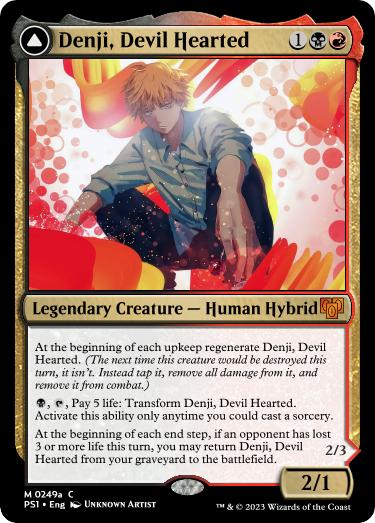 Denji, Devil Hearted 1
Legendary Creature — Human Hybrid
At the beginning of each upkeep regenerate Denji, Devil
Hearted. (The next time this creature would be destroyed this
turn, it isn't. Instead tap it, remove all damage from it, and
remove it from combat.)
, , Pay 5 life: Transform Denji, Devil Hearted.
Activate this ability only anytime you could cast a sorcery.
At the beginning of each end step, if an opponent has lost
3 or more life this turn, you may return Denji, Devil
Hearted from your graveyard to the battlefield.
2/3
2/1
M 0249a C
PS1 • Eng Unknown Artist
™ & © 2023 Wizards of the Coast